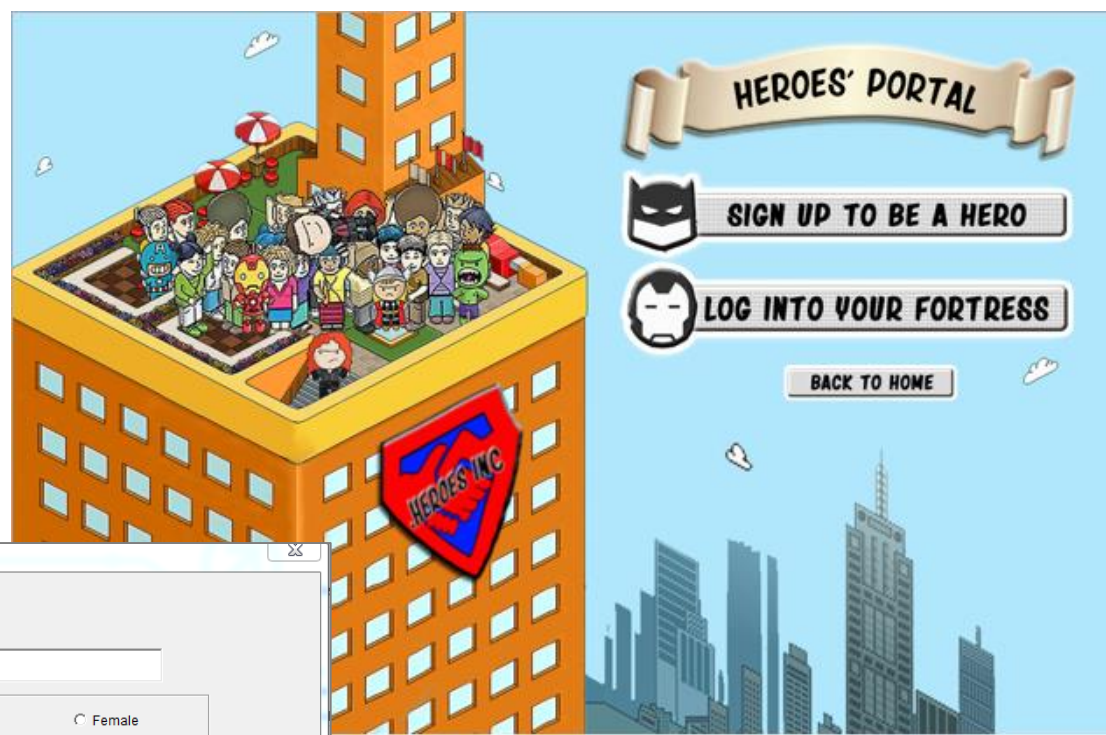 HEROES' PORTAL
SIGN UP TO BE A HERO
LOG INTO YOUR FORTRESS
BACK TO HOME
HEROES INC
Female